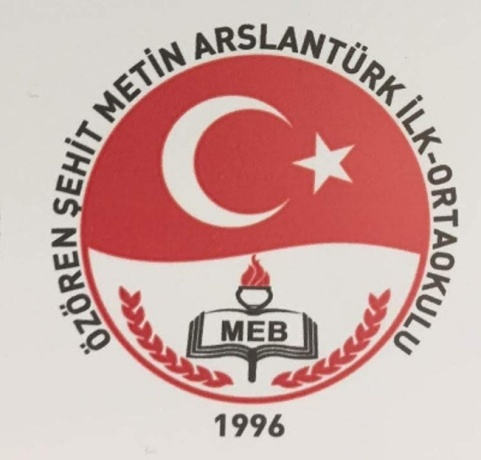 ÖZÖREN ŞEHİT METİN ARSLANTÜRK İLK-ORTAOKULU
MEB
1996